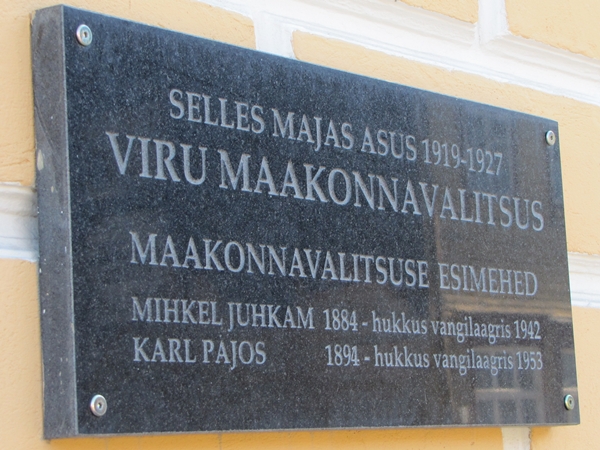 SELLES MAJAS ASUS 1919-1927
VIRU MAAKONNAVALITSUS
MAAKONNAVALITSUSE ESIMEHED
MIHKEL JUHKAM 1884 - hukkus vangilaagris 1942
KARL PAJOS 1894 - hukkus vangilaagris 1953